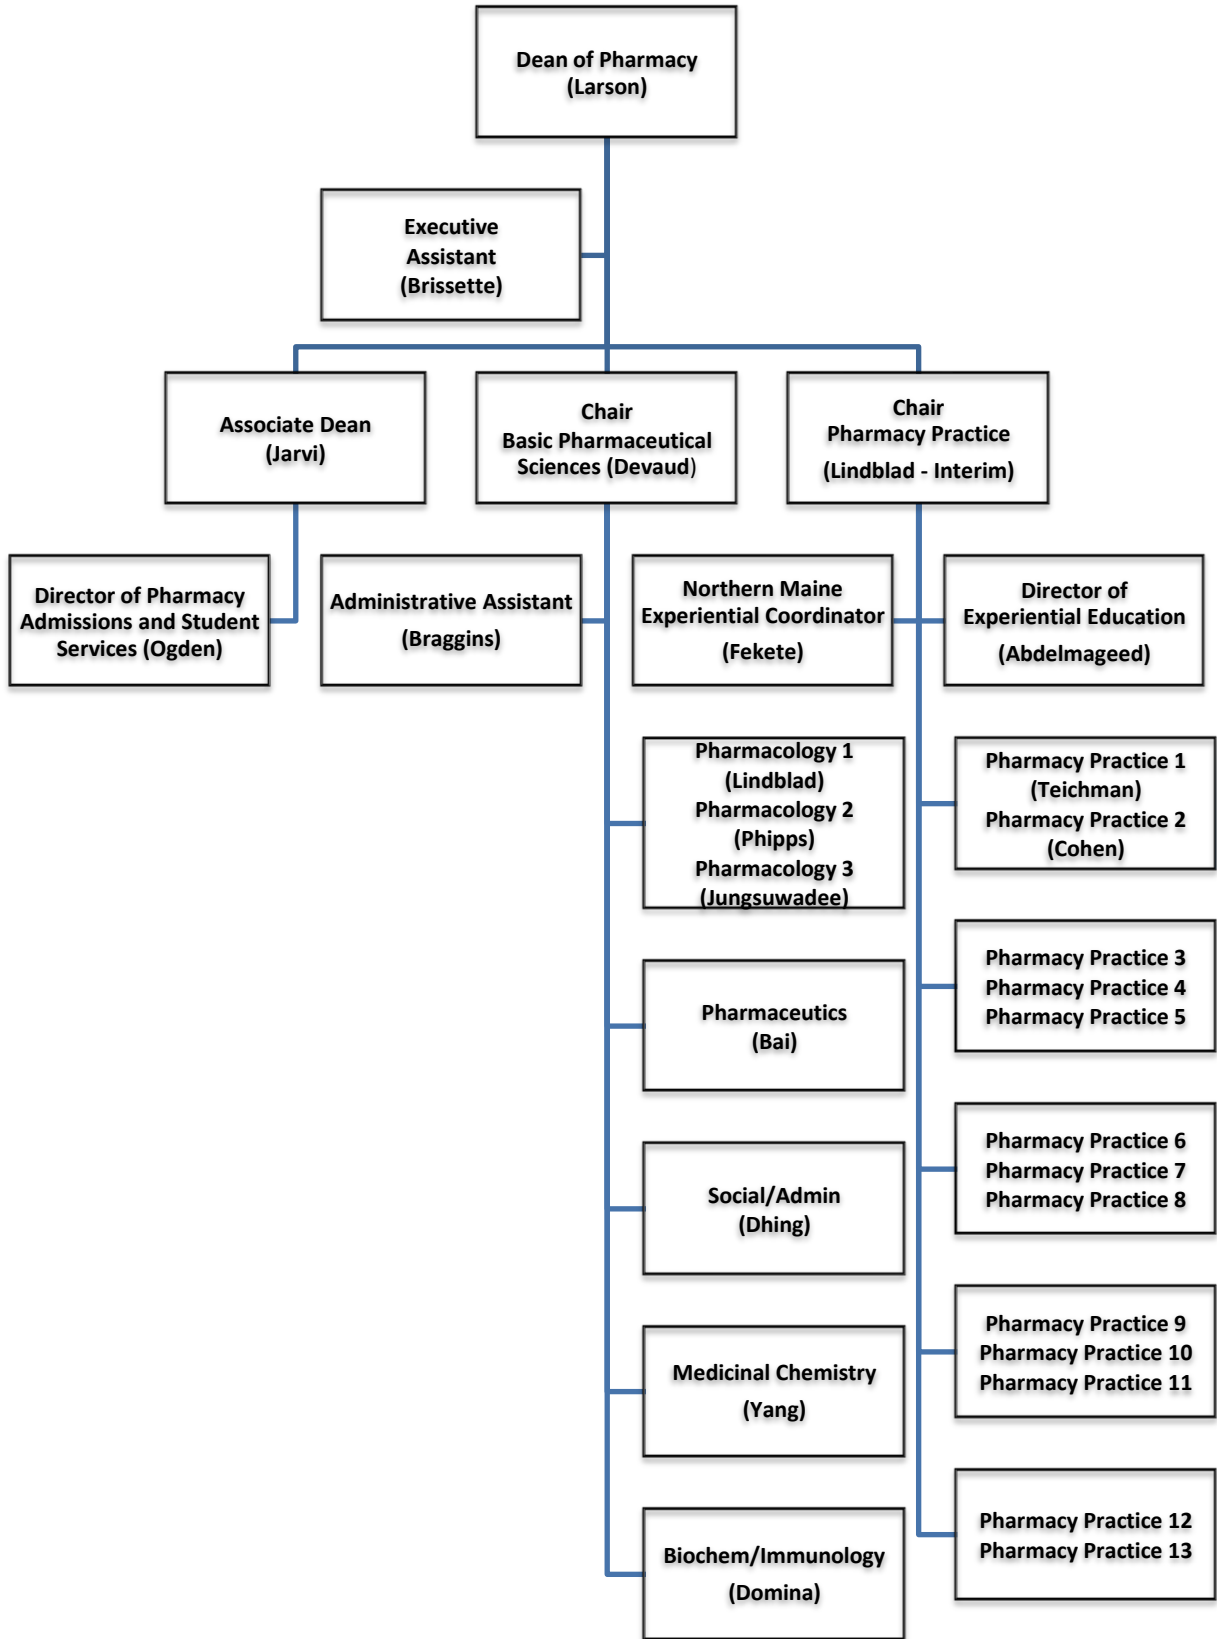 Dean of Pharmacy
(Larson)
Executive
Assistant
(Brissette)
Associate Dean
(Jarvi)
Chair
Basic Pharmaceutical
Sciences (Devaud)
Chair
Pharmacy Practice
(Lindblad - Interim)
Director of Pharmacy
Admissions and Student
Services (Ogden)
Administrative Assistant
(Braggins)
Northern Maine
Experiential Coordinator
(Fekete)
Director of
Experiential Education
(Abdelmageed)
Pharmacology 1
(Lindblad)
Pharmacology 2
(Phipps)
Pharmacology 3
(Jungsuwadee)
Pharmacy Practice 1
(Teichman)
Pharmacy Practice 2
(Cohen)
Pharmaceutics
(Bai)
Pharmacy Practice 3
Pharmacy Practice 4
Pharmacy Practice 5
Social/Admin
(Dhing)
Pharmacy Practice 6
Pharmacy Practice 7
Pharmacy Practice 8
Medicinal Chemistry
(Yang)
Pharmacy Practice 9
Pharmacy Practice 10
Pharmacy Practice 11
Biochem/Immunology
(Domina)
Pharmacy Practice 12
Pharmacy Practice 13